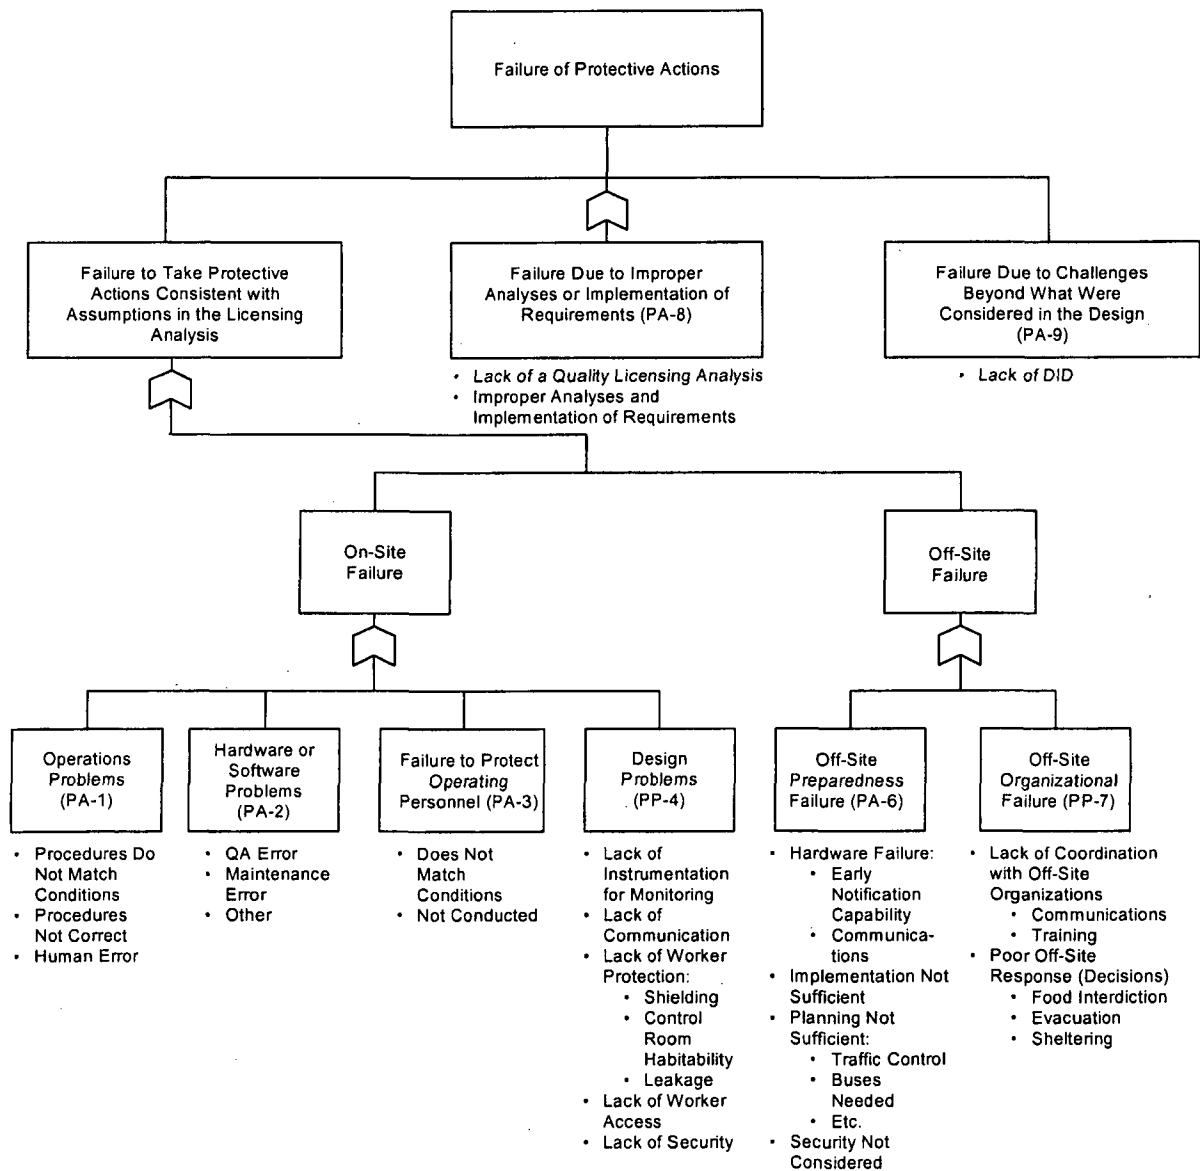 Failure of Protective Actions
Failure to Take Protective
Actions Consistent with
Assumptions in the Licensing
Analysis
Failure Due to Improper
Analyses or Implementation of
Requirements (PA-8)
• Lack of a Quality Licensing Analysis
• Improper Analyses and
Implementation of Requirements
Failure Due to Challenges
Beyond What Were
Considered in the Design
(PA-9)
• Lack of DID
On-Site
Failure
Off-Site
Failure
Operations
Problems
(PA-1)
• Procedures Do
Not Match
Conditions
• Procedures
Not Correct
• Human Error
Hardware or
Software
Problems
(PA-2)
• QA Error
• Maintenance
Error
• Other
Failure to Protect
Operating
Personnel (PA-3)
• Does Not
Match
Conditions
• Not Conducted
Design
Problems
(PP-4)
• Lack of
Instrumentation
for Monitoring
• Lack of
Communication
• Lack of Worker
Protection:
• Shielding
• Control
Room
Habitability
• Leakage
• Lack of Worker
Access
• Lack of Security
Off-Site
Preparedness
Failure (PA-6)
• Hardware Failure:
• Early
Notification
Capability
• Communica-
tions
• Implementation Not
Sufficient
• Planning Not
Sufficient:
• Traffic Control
• Buses
Needed
• Etc.
• Security Not
Considered
Off-Site
Organizational
Failure (PP-7)
• Lack of Coordination
with Off-Site
Organizations
• Communications
• Training
• Poor Off-Site
Response (Decisions)
• Food Interdiction
• Evacuation
• Sheltering